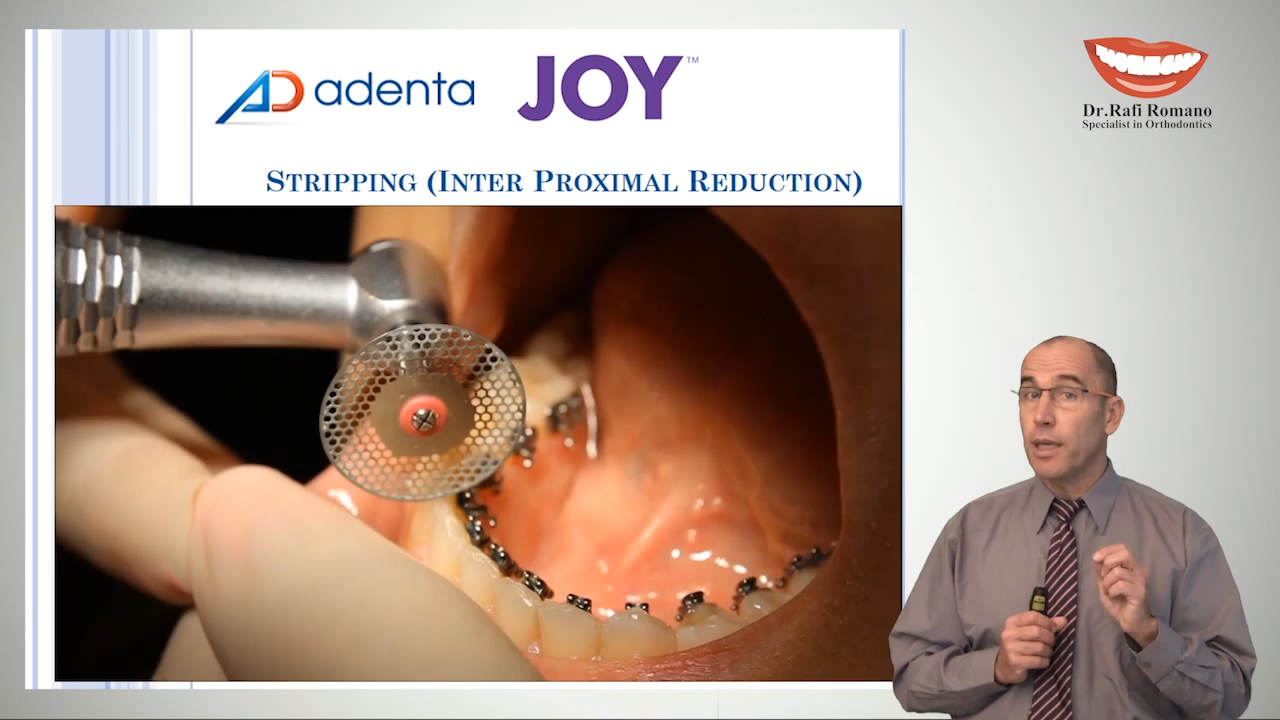 adenta
JOY™
Dr.Rafi Romano
Specialist in Orthodontics
STRIPPING (INTER PROXIMAL REDUCTION)